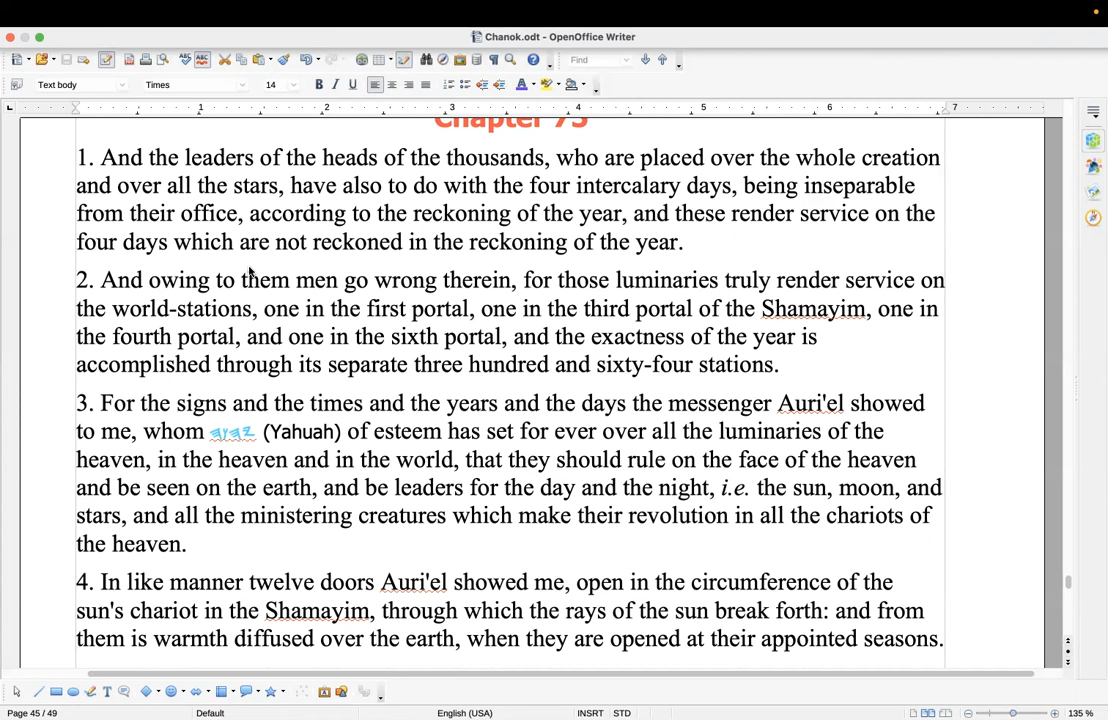 Chanok.odt - OpenOffice Writer
Find
Text body Times 14
1 2 3 4 5 6 7
Chapter 75
1. And the leaders of the heads of the thousands, who are placed over the whole creation
and over all the stars, have also to do with the four intercalary days, being inseparable
from their office, according to the reckoning of the year, and these render service on the
four days which are not reckoned in the reckoning of the year.
2. And owing to them men go wrong therein, for those luminaries truly render service on
the world-stations, one in the first portal, one in the third portal of the Shamayim, one in
the fourth portal, and one in the sixth portal, and the exactness of the year is
accomplished through its separate three hundred and sixty-four stations.
3. For the signs and the times and the years and the days the messenger Auri'el showed
to me, whom 𐤉𐤄𐤅𐤄 (Yahuah) of esteem has set for ever over all the luminaries of the
heaven, in the heaven and in the world, that they should rule on the face of the heaven
and be seen on the earth, and be leaders for the day and the night, i.e. the sun, moon, and
stars, and all the ministering creatures which make their revolution in all the chariots of
the heaven.
4. In like manner twelve doors Auri'el showed me, open in the circumference of the
sun's chariot in the Shamayim, through which the rays of the sun break forth: and from
them is warmth diffused over the earth, when they are opened at their appointed seasons.
Page 45 / 49 Default English (USA) INSRT STD 135 %